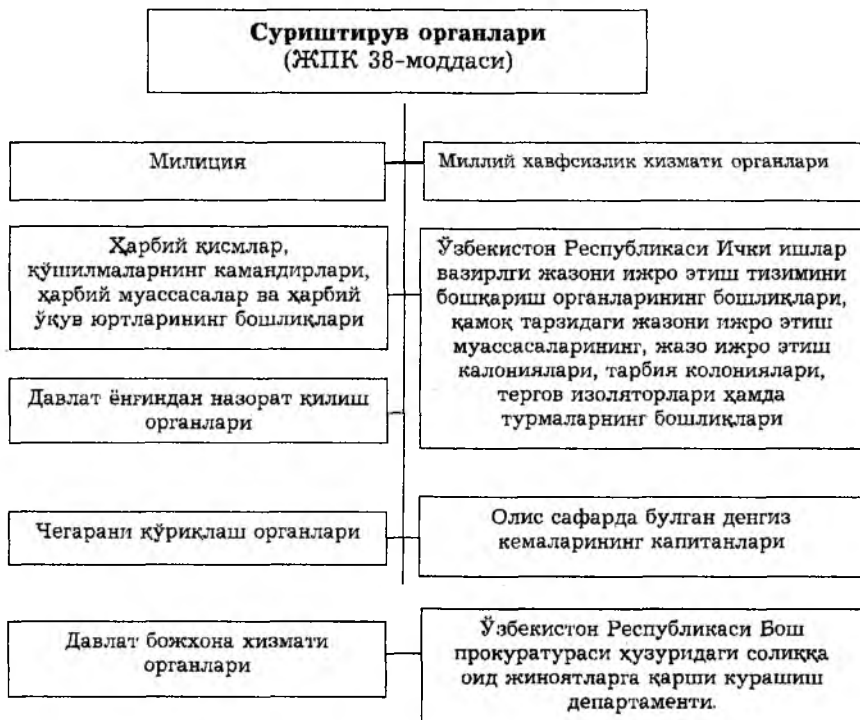 Суриштирув органлари
(ЖПК 38-моддаси)
Милиция
Миллий хавфсизлик хизмати органлари
Ҳарбий қисмлар,
қўшилмаларнинг камандирлари,
ҳарбий муассасалар ва ҳарбий
ўқув юртларининг бошлиқлари
Ўзбекистон Республикаси Ички ишлар
вазирлги жазони ижро этиш тизимини
бошқариш органларининг бошлиқлари,
қамоқ тарзидаги жазони ижро этиш
муассасаларининг, жазо ижро этиш
калониялари, тарбия колониялари,
тергов изоляторлари ҳамда
турмаларнинг бошлиқлари
Давлат ёнғиндан назорат қилиш
органлари
Чегарани қўриқлаш органлари
Олис сафарда булган денгиз
кемаларининг капитанлари
Давлат божхона хизмати
органлари
Ўзбекистон Республикаси Бош
прокуратураси ҳузуридаги солиққа
оид жиноятларга қарши курашиш
департаменти.